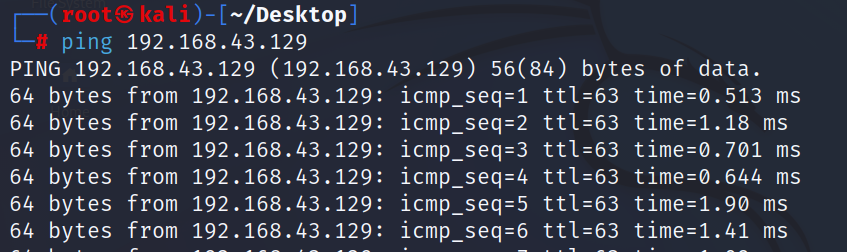 ┌──(root㉿kali)-[~/Desktop]
└─# ping 192.168.43.129
PING 192.168.43.129 (192.168.43.129) 56(84) bytes of data.
64 bytes from 192.168.43.129: icmp_seq=1 ttl=63 time=0.513 ms
64 bytes from 192.168.43.129: icmp_seq=2 ttl=63 time=1.18 ms
64 bytes from 192.168.43.129: icmp_seq=3 ttl=63 time=0.701 ms
64 bytes from 192.168.43.129: icmp_seq=4 ttl=63 time=0.644 ms
64 bytes from 192.168.43.129: icmp_seq=5 ttl=63 time=1.90 ms
64 bytes from 192.168.43.129: icmp_seq=6 ttl=63 time=1.41 ms